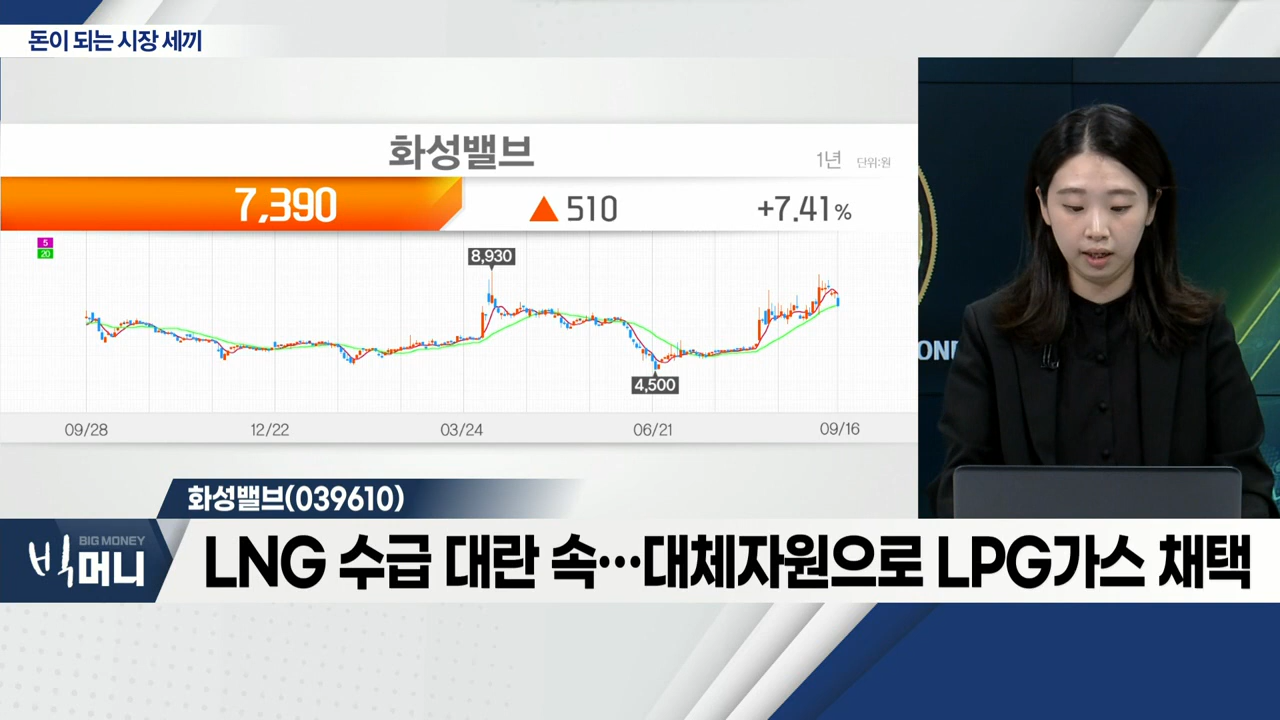 돈이 되는 시장 세끼
화성밸브
1년 단위:원
7,390 ▲ 510 +7.41%
5
20
8,930
4,500
09/28 12/22 03/24 06/21 09/16
ONE
화성밸브(039610)
BIG MONEY
빅머니
LNG 수급 대란 속…대체자원으로 LPG가스 채택